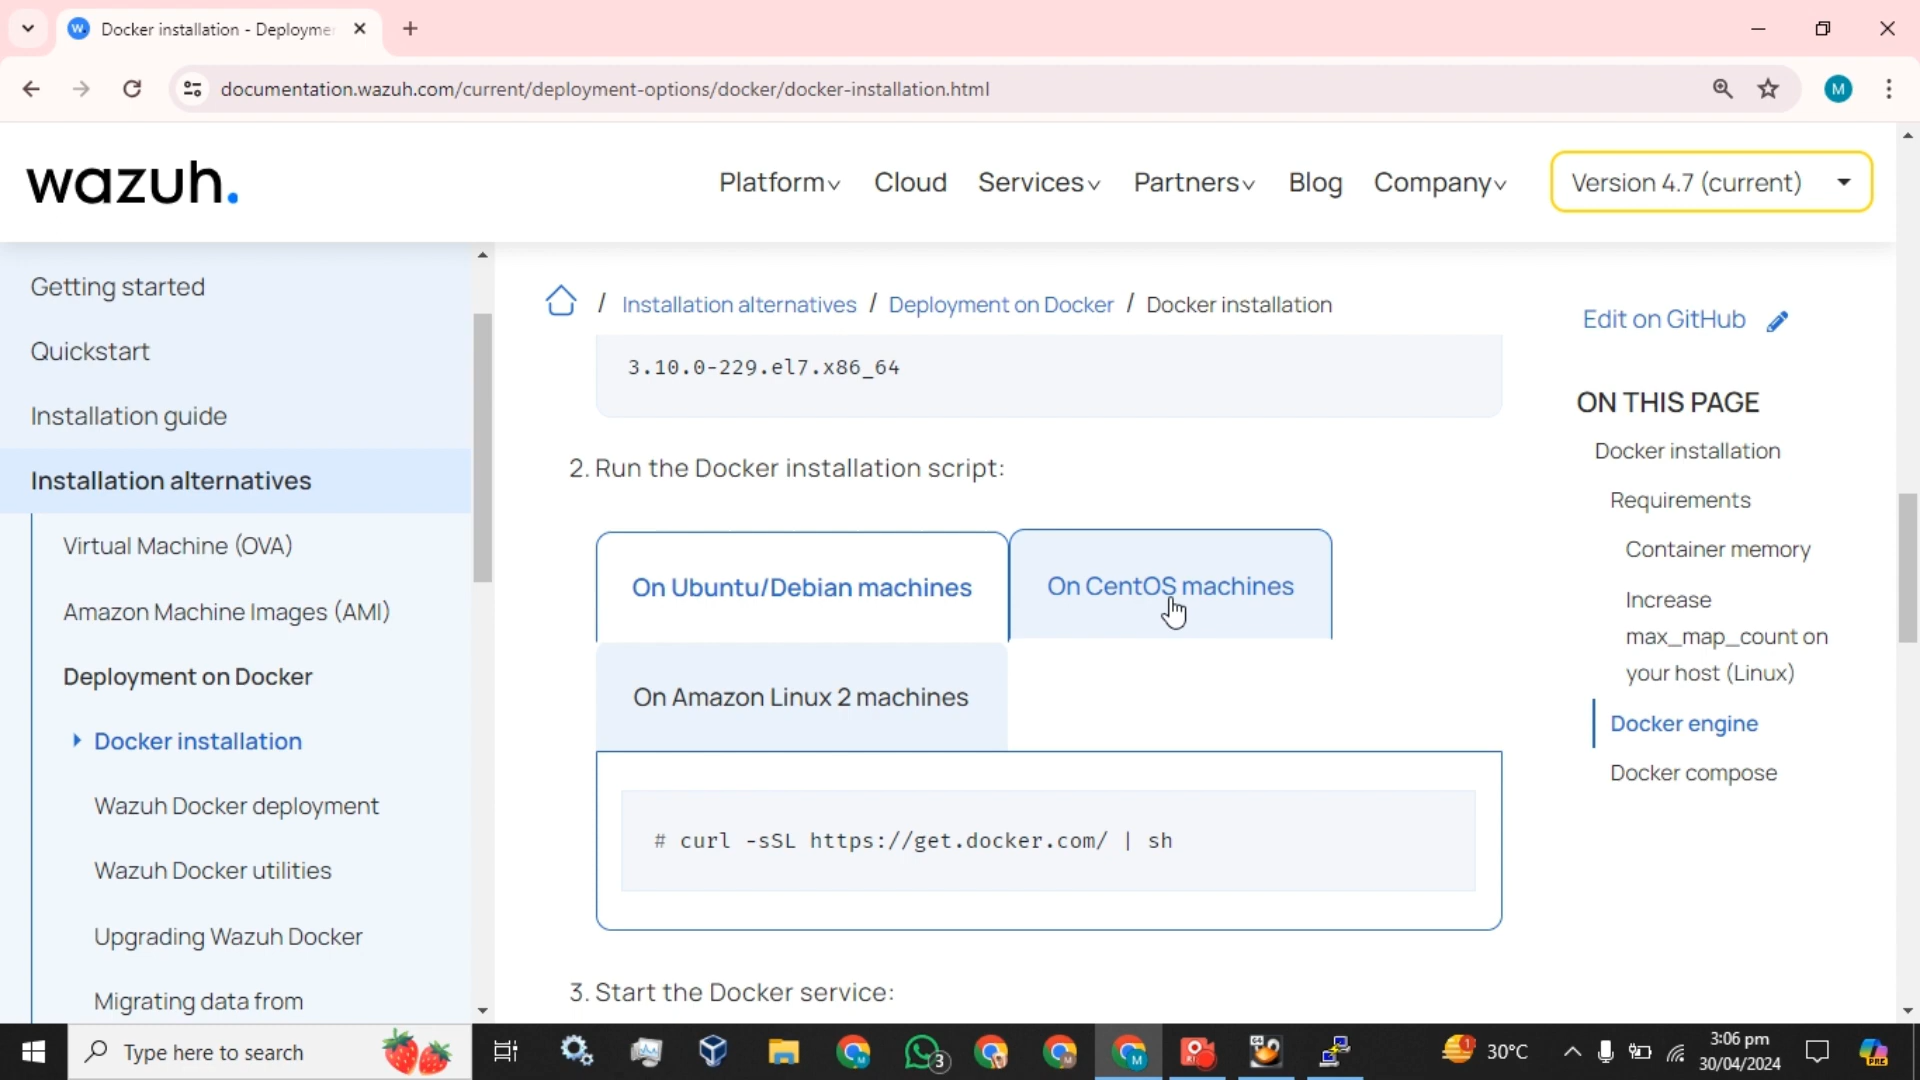 Docker installation - Deployme
documentation.wazuh.com/current/deployment-options/docker/docker-installation.html
M
wazuh.
Platform
Cloud
Services
Partners
Blog
Company
Version 4.7 (current)
Getting started
Quickstart
Installation guide
Installation alternatives
Virtual Machine (OVA)
Amazon Machine Images (AMI)
Deployment on Docker
Docker installation
Wazuh Docker deployment
Wazuh Docker utilities
Upgrading Wazuh Docker
Migrating data from
/ Installation alternatives / Deployment on Docker / Docker installation
3.10.0-229.el7.x86_64
2. Run the Docker installation script:
On Ubuntu/Debian machines
On CentOS machines
On Amazon Linux 2 machines
# curl -sSL https://get.docker.com/ | sh
3. Start the Docker service:
Edit on GitHub
ON THIS PAGE
Docker installation
Requirements
Container memory
Increase
max_map_count on
your host (Linux)
Docker engine
Docker compose
Type here to search
3
1
30°C
3:06 pm
30/04/2024
PRE